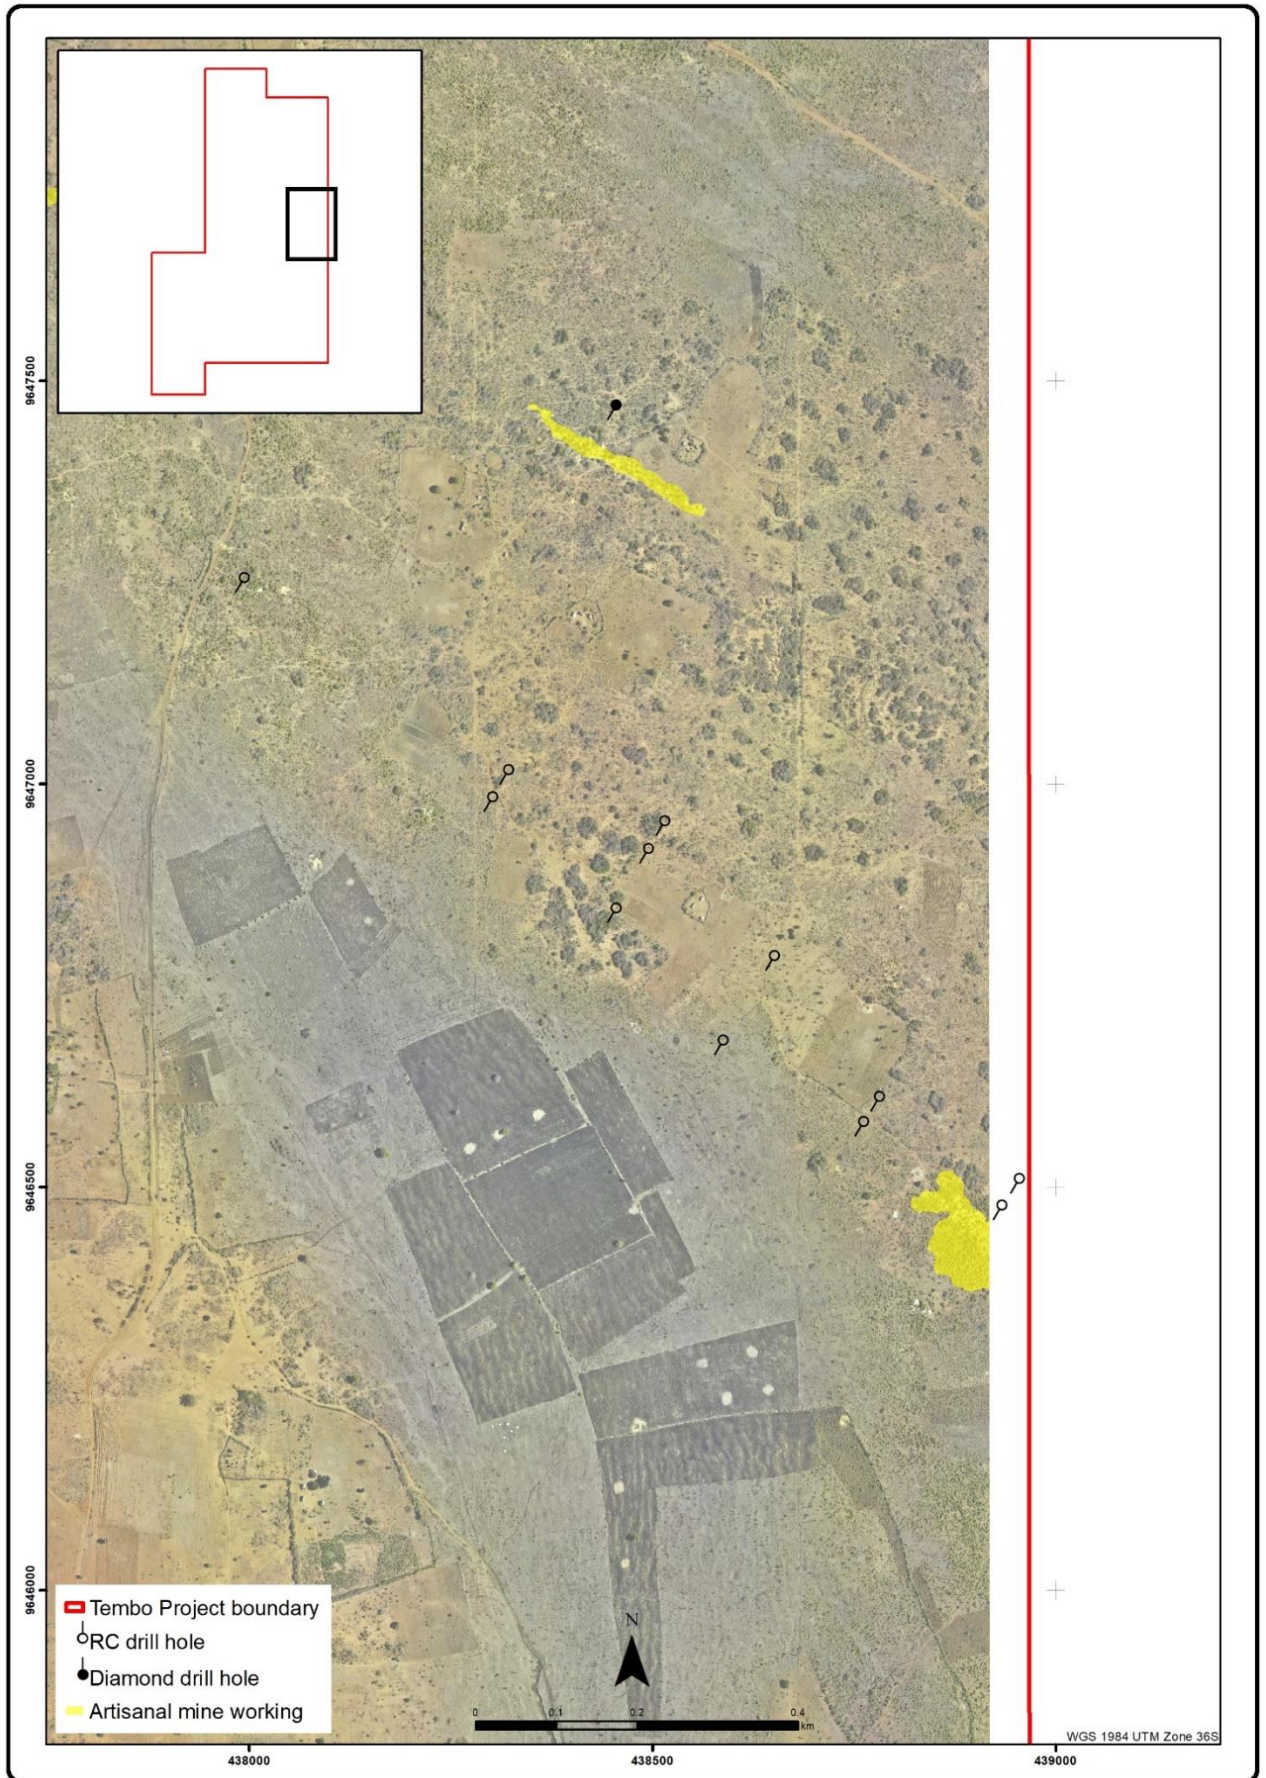 9647500
9647000
9646500
9646000
Tembo Project boundary
RC drill hole
Diamond drill hole
Artisanal mine working
N
0 0.1 0.2 0.4
km
WGS 1984 UTM Zone 36S
438000 438500 439000